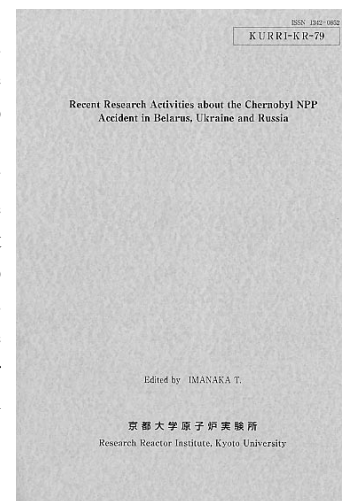 ISSN 1342-0852
KURRI-KR-79
Recent Research Activities about the Chernobyl NPP
Accident in Belarus, Ukraine and Russia
Edited by IMANAKA T.
京都大学原子炉実験所
Research Reactor Institute, Kyoto University